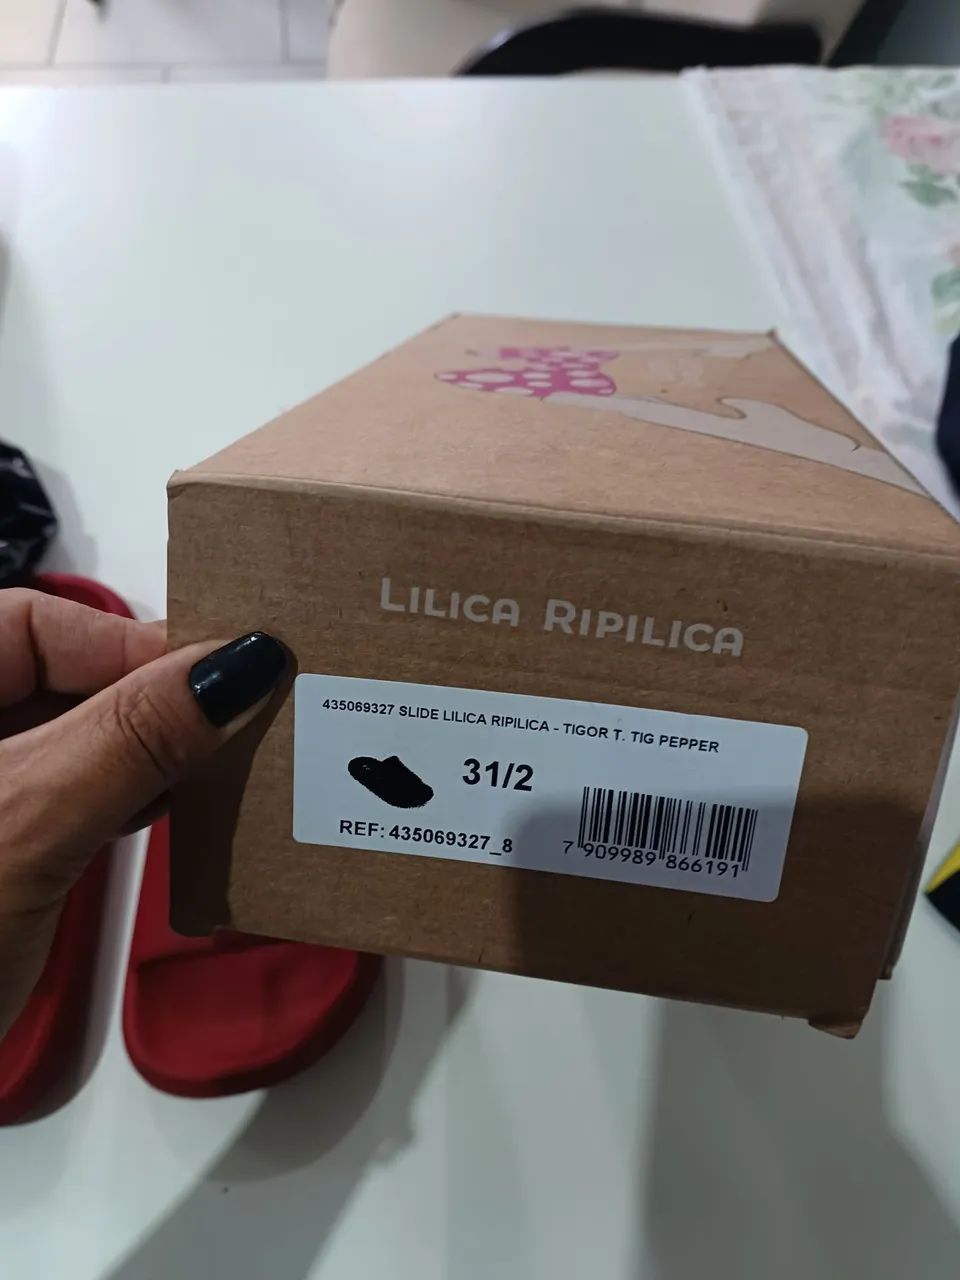 LILICA RIPILICA
435069327 SLIDE LILICA RIPILICA - TIGOR T. TIG PEPPER
31/2
REF: 435069327_8
7 909989 866191